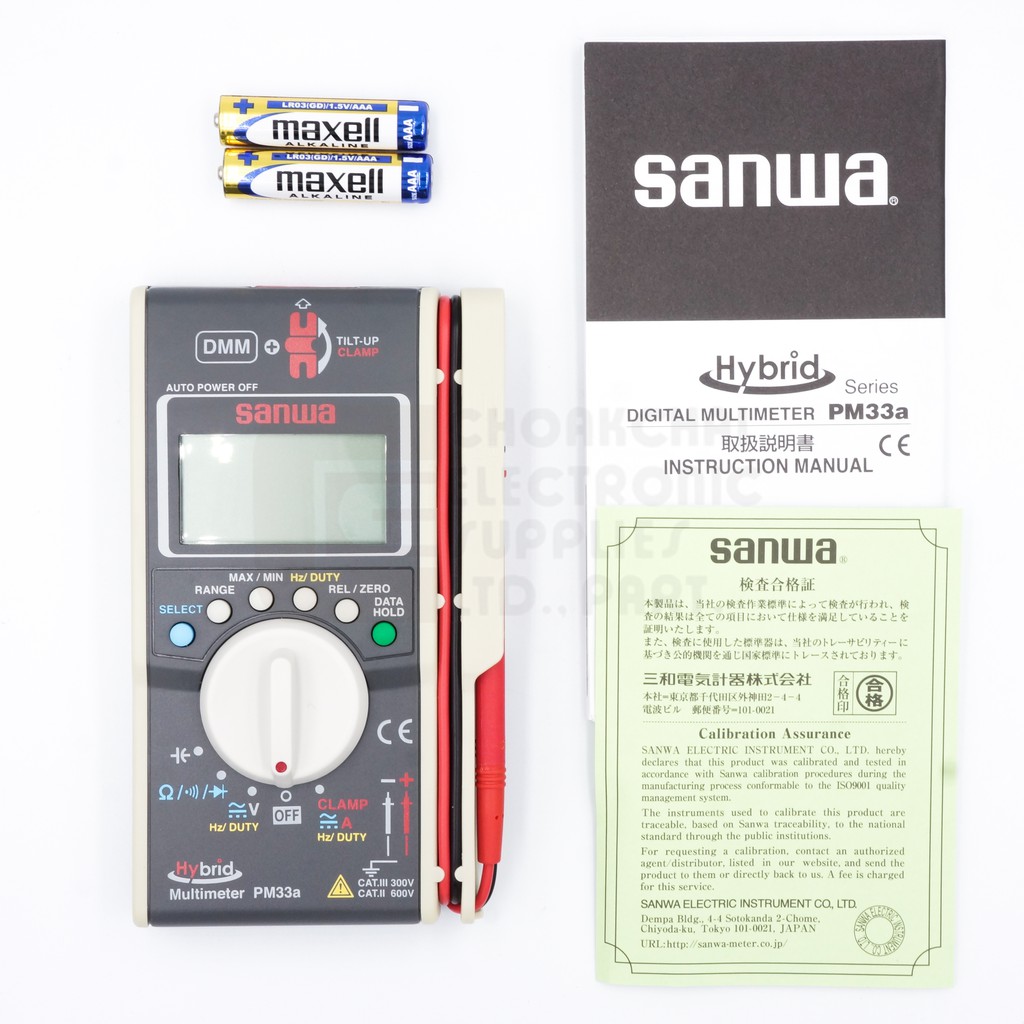 LR03(GD)/1.5V/AAA
maxell
ALKALINE
AAA
LR03(GD)/1.5V/AAA
maxell
ALKALINE
AAA
sanwa®
Hybrid Series
DIGITAL MULTIMETER PM33a
取扱説明書 CE
INSTRUCTION MANUAL
DMM + TILT-UP
CLAMP
AUTO POWER OFF
sanwa
MAX / MIN Hz/ DUTY
RANGE REL / ZERO
SELECT DATA
HOLD
CE
Ω
V
Hz/ DUTY
OFF
CLAMP
A
Hz/ DUTY
Hybrid
Multimeter PM33a
CAT.III 300V
CAT.II 600V
CHOAKCHAI
ELECTRONIC
SUPPLIES
LTD., PART
sanwa®
検査合格証
本製品は、当社の検査作業標準によって検査が行われ、検
査の結果は全ての項目において仕様を満足していることを
証明いたします。
また、検査に使用した標準器は、当社のトレーサビリティーに
基づき公的機関を通じ国家標準にトレースされております。
三和電気計器株式会社
本社=東京都千代田区外神田2-4-4
電波ビル 郵便番号=101-0021
合格印
合格
Calibration Assurance
SANWA ELECTRIC INSTRUMENT CO., LTD. hereby
declares that this product was calibrated and tested in
accordance with Sanwa calibration procedures during the
manufacturing process conformable to the ISO9001 quality
management system.
The instruments used to calibrate this product are
traceable, based on Sanwa traceability, to the national
standard through the public institutions.
For requesting a calibration, contact an authorized
agent/distributor, listed in our website, and send the
product to them or directly back to us. A fee is charged
for this service.
SANWA ELECTRIC INSTRUMENT CO., LTD.
Dempa Bldg., 4-4 Sotokanda 2-Chome,
Chiyoda-ku, Tokyo 101-0021, JAPAN
URL:http://sanwa-meter.co.jp/
SANWA ELECTRIC INSTRUMENT CO., LTD.